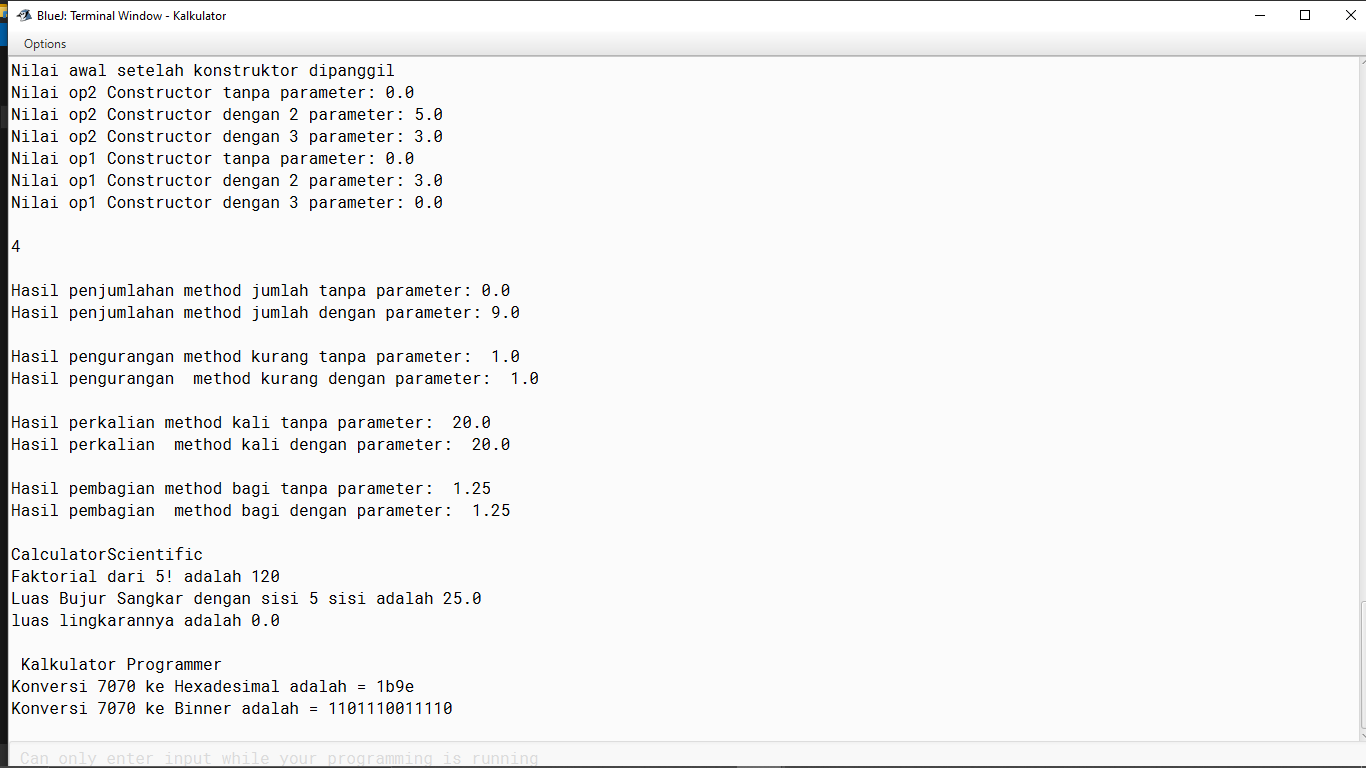 BlueJ: Terminal Window - Kalkulator
Options
Nilai awal setelah konstruktor dipanggil
Nilai op2 Constructor tanpa parameter: 0.0
Nilai op2 Constructor dengan 2 parameter: 5.0
Nilai op2 Constructor dengan 3 parameter: 3.0
Nilai op1 Constructor tanpa parameter: 0.0
Nilai op1 Constructor dengan 2 parameter: 3.0
Nilai op1 Constructor dengan 3 parameter: 0.0
4
Hasil penjumlahan method jumlah tanpa parameter: 0.0
Hasil penjumlahan method jumlah dengan parameter: 9.0
Hasil pengurangan method kurang tanpa parameter:  1.0
Hasil pengurangan  method kurang dengan parameter:  1.0
Hasil perkalian method kali tanpa parameter:  20.0
Hasil perkalian  method kali dengan parameter:  20.0
Hasil pembagian method bagi tanpa parameter:  1.25
Hasil pembagian  method bagi dengan parameter:  1.25
CalculatorScientific
Faktorial dari 5! adalah 120
Luas Bujur Sangkar dengan sisi 5 sisi adalah 25.0
luas lingkarannya adalah 0.0
Kalkulator Programmer
Konversi 7070 ke Hexadesimal adalah = 1b9e
Konversi 7070 ke Binner adalah = 1101110011110
Can only enter input while your programming is running